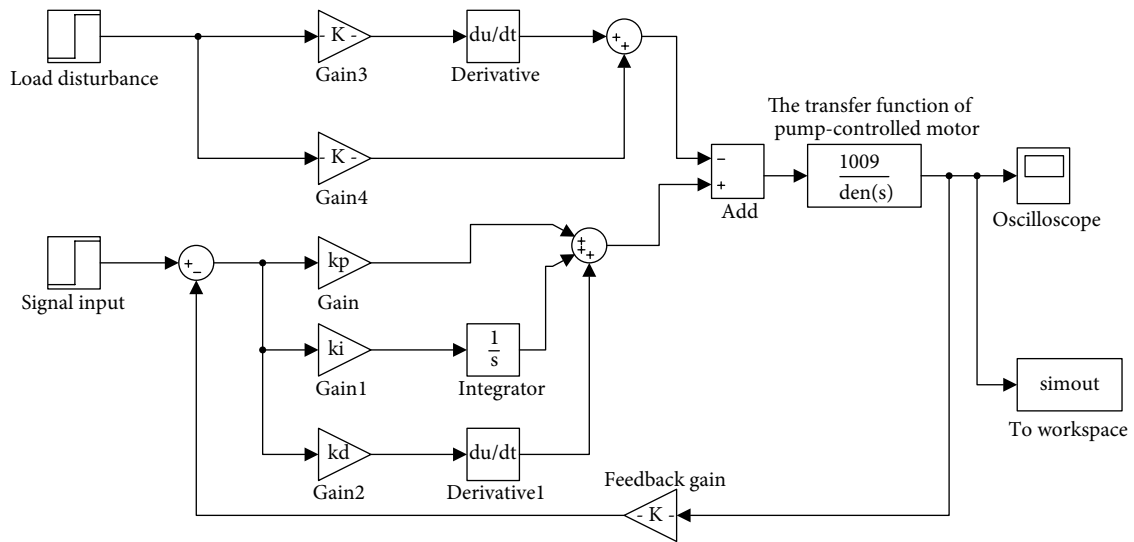 Load disturbance
- K -
Gain3
du/dt
Derivative
+
+
- K -
Gain4
The transfer function of
pump-controlled motor
−
+
Add
1009
den(s)
Oscilloscope
Signal input
+
−
kp
Gain
+
+
+
ki
Gain1
1
s
Integrator
simout
To workspace
kd
Gain2
du/dt
Derivative1
Feedback gain
- K -